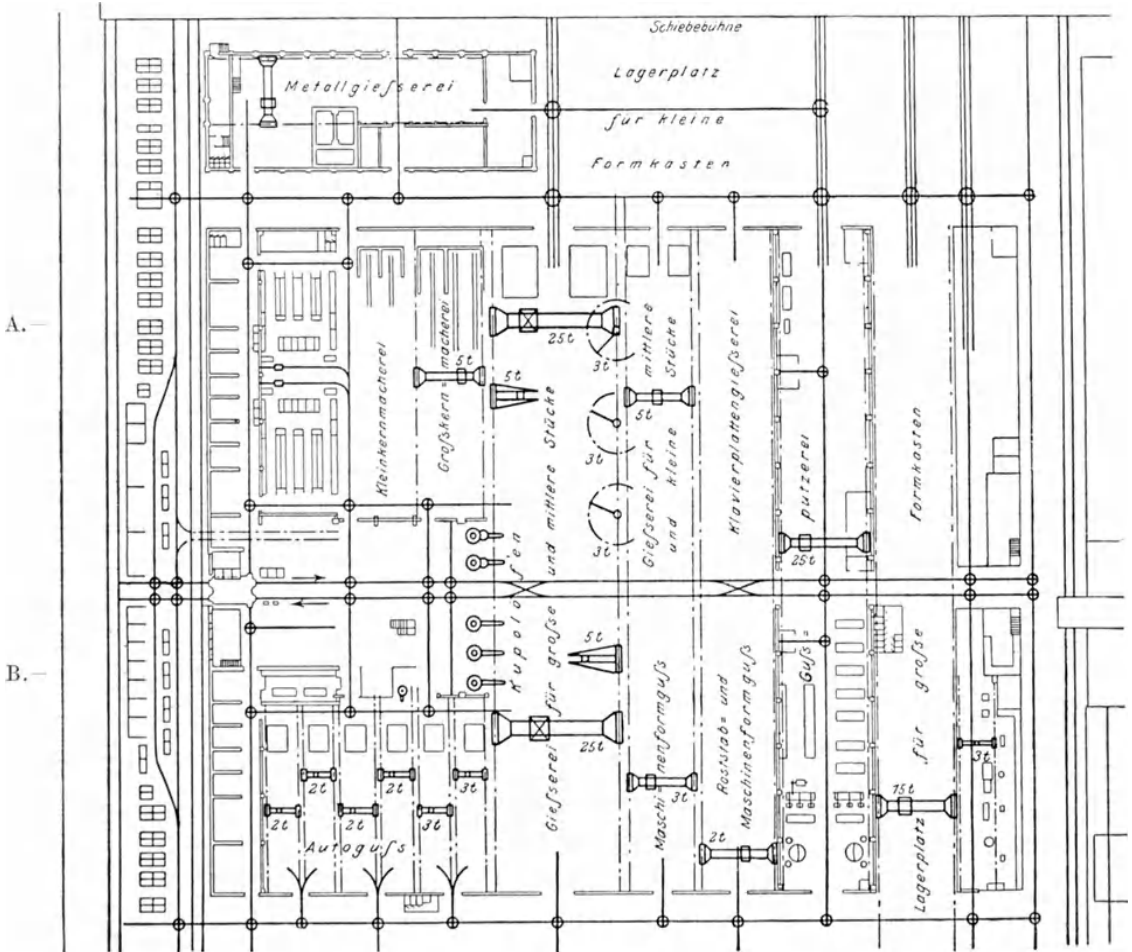 Schiebebühne
Lagerplatz
für kleine
Formkasten
Metallgiesserei
A.–
B.–
Kleinkernmacherei
Großkern=macherei
5t
25t
5t
3t
3t
3t
mittlere
Stücke
5t
Gießerei für
und kleine
Klavierplattengießerei
putzerei
25t
Formkasten
Kupolofen
Gießerei für große und mittlere Stücke
5t
25t
Maschinenformguß
3t
Roststab= und
Maschinenformguß
2t
Guß=
Lagerplatz für große
15t
3t
2t
2t
3t
2t
2t
3t
Autoguß